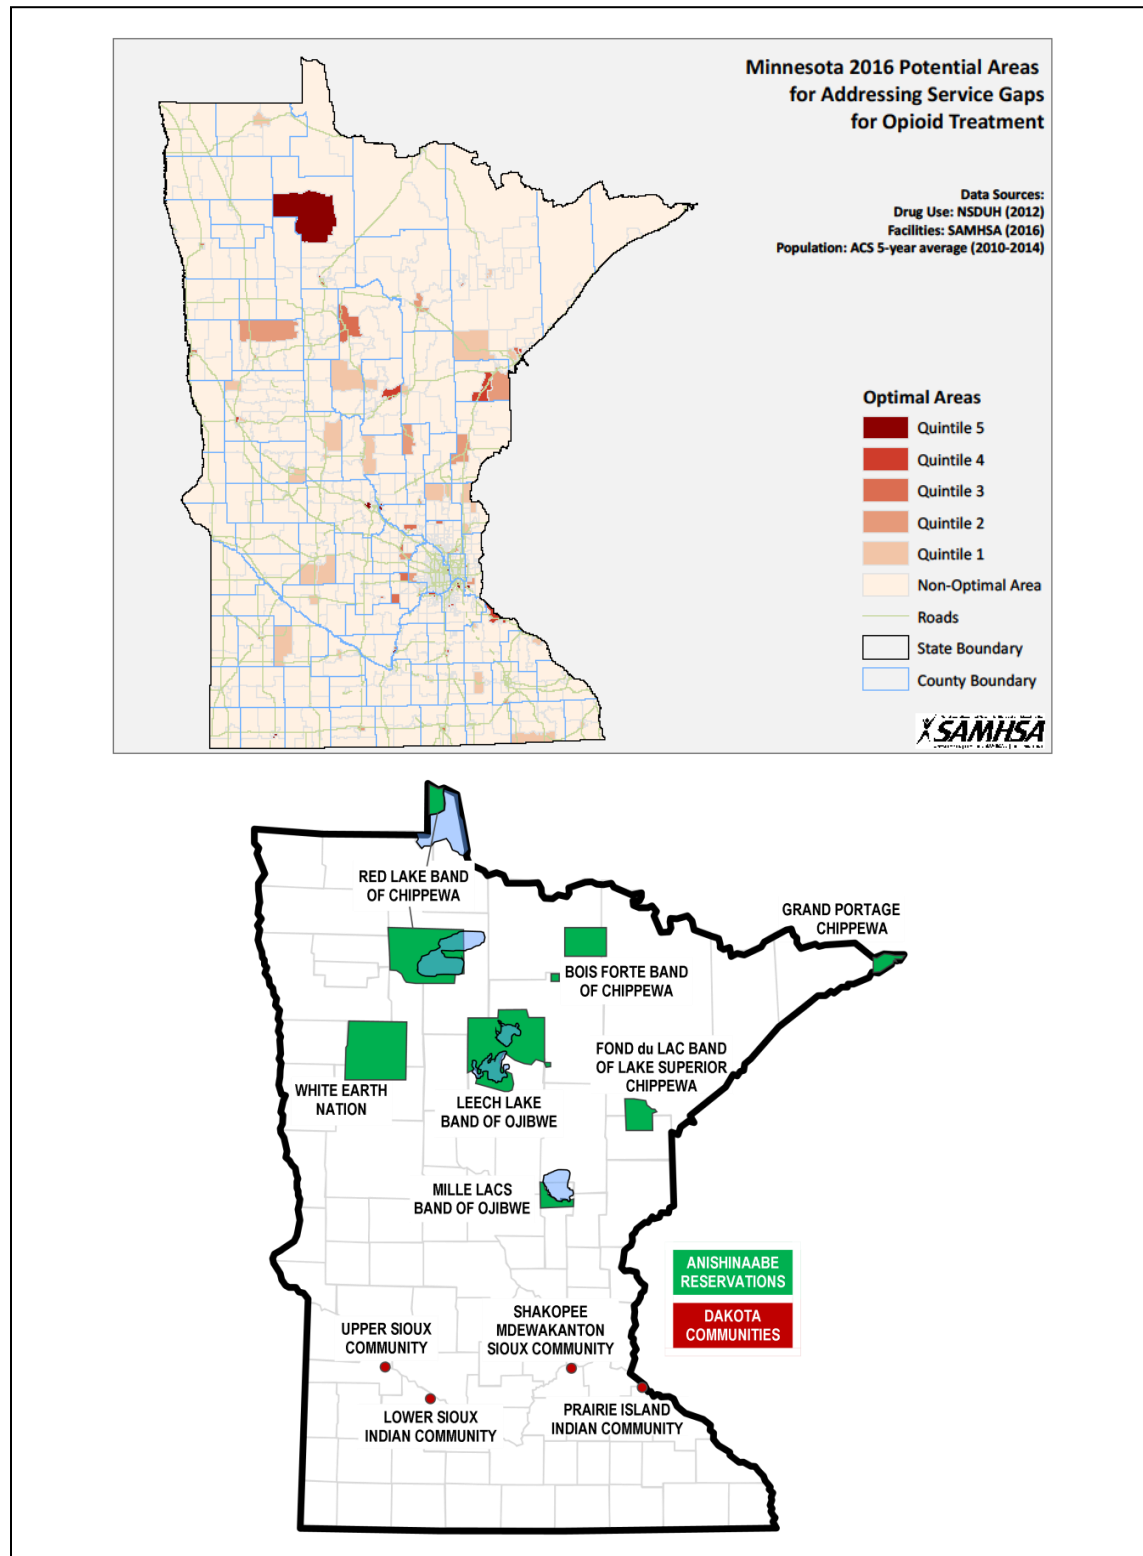 Minnesota 2016 Potential Areas
for Addressing Service Gaps
for Opioid Treatment
Data Sources:
Drug Use: NSDUH (2012)
Facilities: SAMHSA (2016)
Population: ACS 5-year average (2010-2014)
Optimal Areas
Quintile 5
Quintile 4
Quintile 3
Quintile 2
Quintile 1
Non-Optimal Area
Roads
State Boundary
County Boundary
SAMHSA
RED LAKE BAND
OF CHIPPEWA
GRAND PORTAGE
CHIPPEWA
BOIS FORTE BAND
OF CHIPPEWA
FOND du LAC BAND
OF LAKE SUPERIOR
CHIPPEWA
WHITE EARTH
NATION
LEECH LAKE
BAND OF OJIBWE
MILLE LACS
BAND OF OJIBWE
ANISHINAABE
RESERVATIONS
DAKOTA
COMMUNITIES
UPPER SIOUX
COMMUNITY
SHAKOPEE
MDEWAKANTON
SIOUX COMMUNITY
LOWER SIOUX
INDIAN COMMUNITY
PRAIRIE ISLAND
INDIAN COMMUNITY